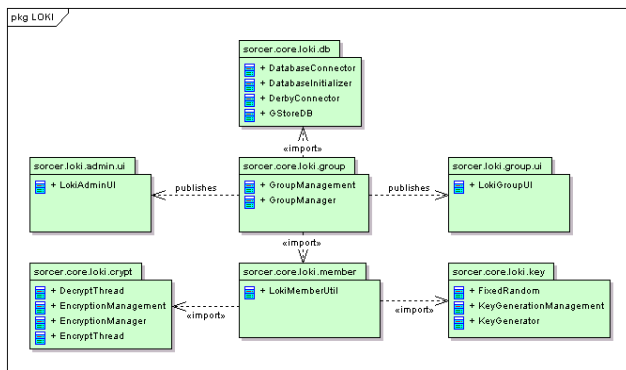 pkg LOKI
sorcer.core.loki.db
+ DatabaseConnector
+ DatabaseInitializer
+ DerbyConnector
+ GStoreDB
«import»
sorcer.loki.admin.ui
+ LokiAdminUI
publishes
sorcer.core.loki.group
+ GroupManagement
+ GroupManager
publishes
sorcer.loki.group.ui
+ LokiGroupUI
«import»
sorcer.core.loki.crypt
+ DecryptThread
+ EncryptionManagement
+ EncryptionManager
+ EncryptThread
«import»
sorcer.core.loki.member
+ LokiMemberUtil
«import»
sorcer.core.loki.key
+ FixedRandom
+ KeyGenerationManagement
+ KeyGenerator